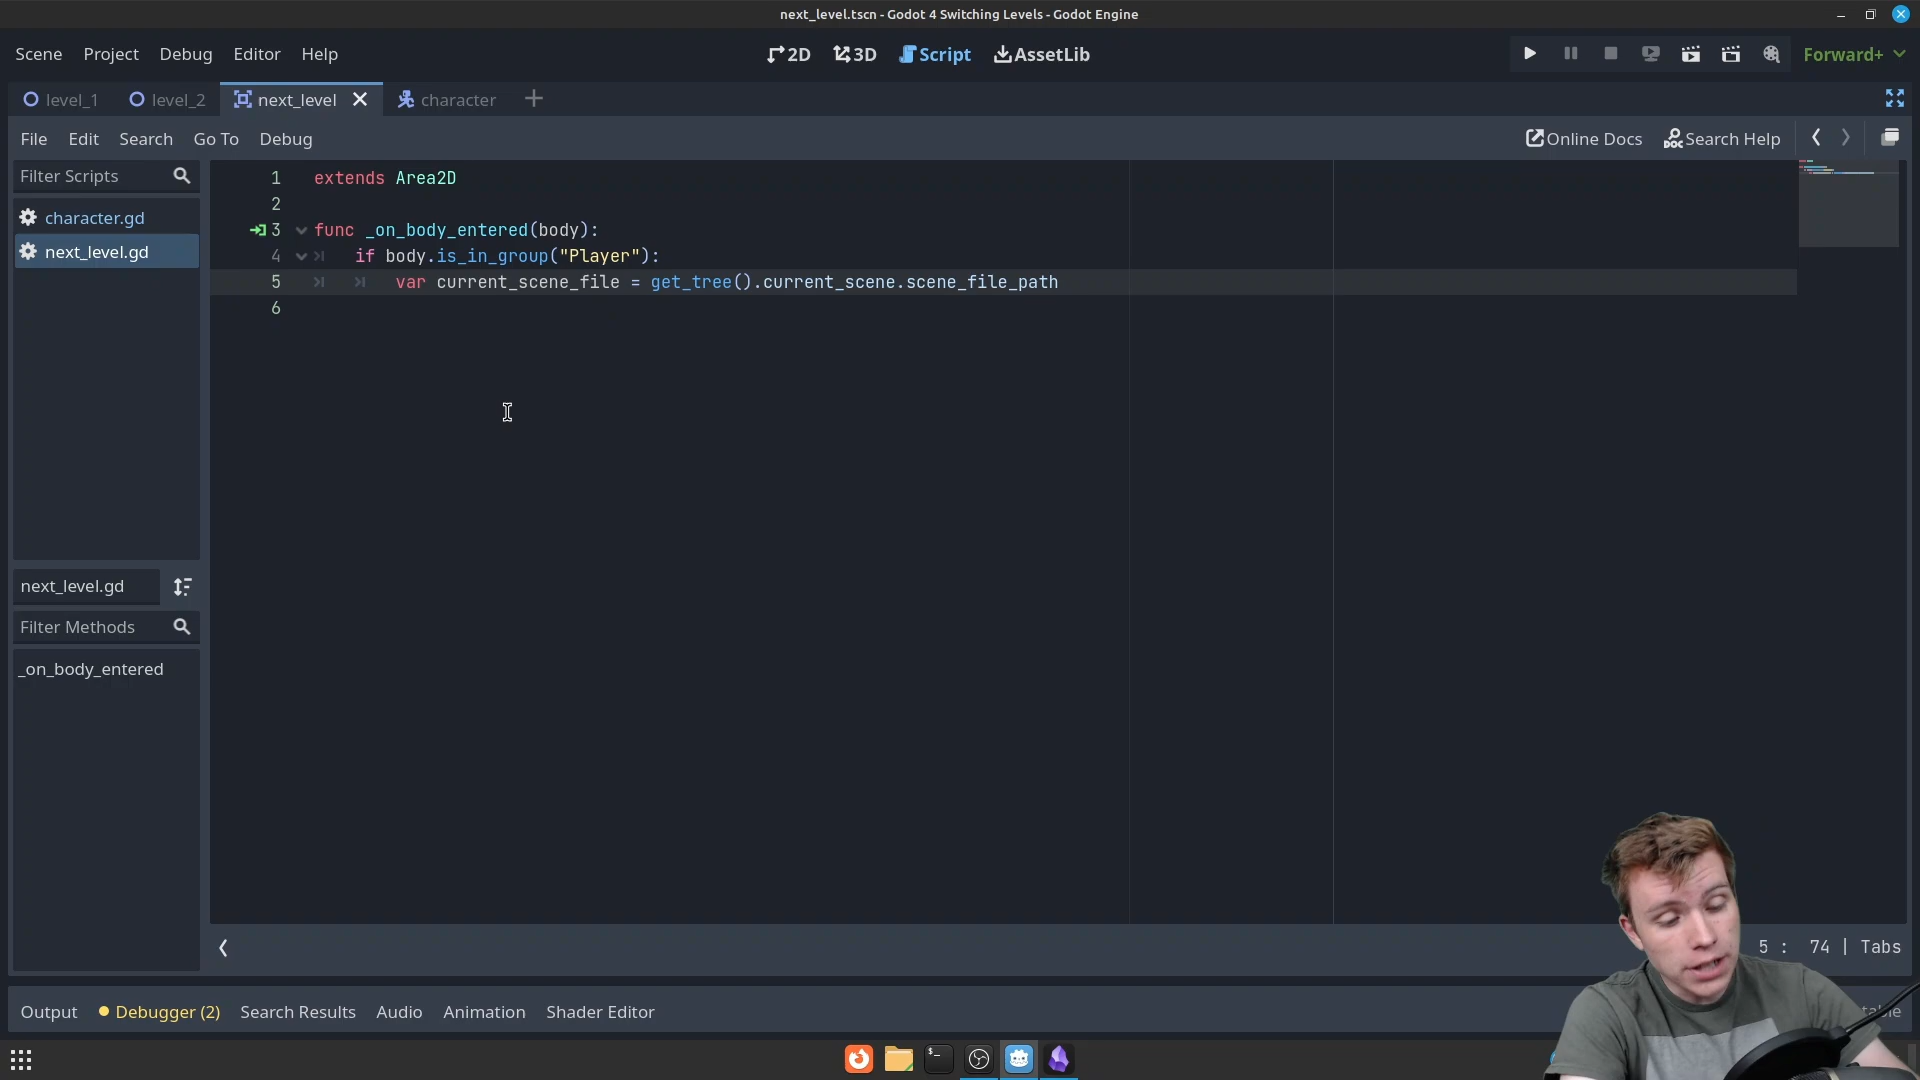 next_level.tscn - Godot 4 Switching Levels - Godot Engine
Scene Project Debug Editor Help
2D 3D Script AssetLib
Forward+
level_1 level_2 next_level character
File Edit Search Go To Debug
Online Docs Search Help
Filter Scripts
character.gd
next_level.gd
1 extends Area2D
2
3 func _on_body_entered(body):
4 if body.is_in_group("Player"):
5 var current_scene_file = get_tree().current_scene.scene_file_path
6
next_level.gd
Filter Methods
_on_body_entered
5 : 74 | Tabs
Output Debugger (2) Search Results Audio Animation Shader Editor